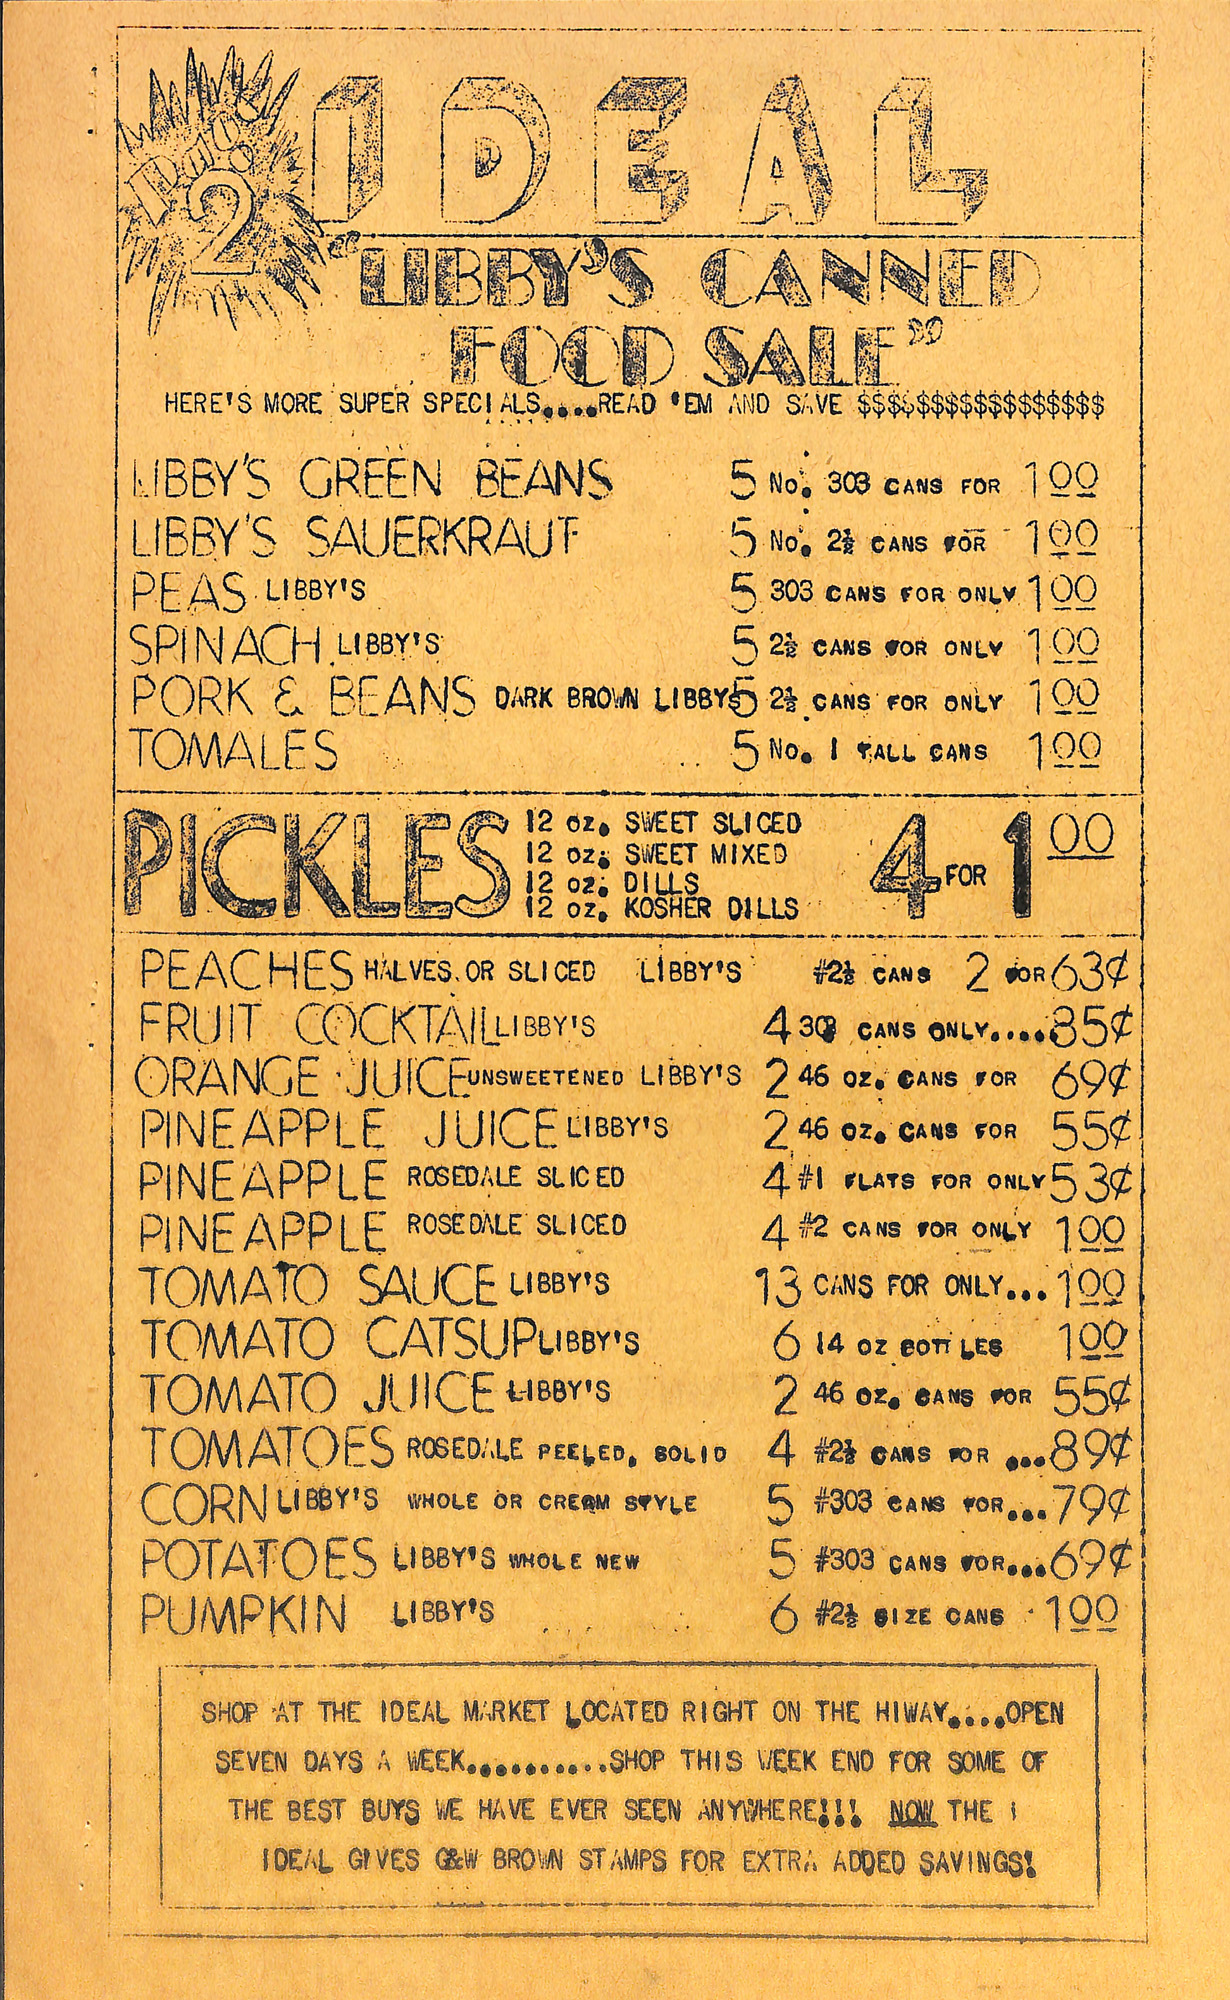 Page 2
IDEAL
"LIBBY'S CANNED
FOOD SALE"
HERE'S MORE SUPER SPECIALS....READ 'EM AND SAVE $$$$$$$$$$$$$$$$$
LIBBY'S GREEN BEANS 5 No. 303 CANS FOR 1.00
LIBBY'S SAUERKRAUT 5 No. 2½ CANS FOR 1.00
PEAS LIBBY'S 5 303 CANS FOR ONLY 1.00
SPINACH LIBBY'S 5 2½ CANS FOR ONLY 1.00
PORK & BEANS DARK BROWN LIBBYS 5 2½ CANS FOR ONLY 1.00
TOMALES 5 No. 1 TALL CANS 1.00
PICKLES 12 oz. SWEET SLICED
12 oz. SWEET MIXED
12 oz. DILLS
12 oz. KOSHER DILLS
4 FOR 1.00
PEACHES HALVES OR SLICED LIBBY'S #2½ CANS 2 FOR 63¢
FRUIT COCKTAIL LIBBY'S 4 303 CANS ONLY.....85¢
ORANGE JUICE UNSWEETENED LIBBY'S 2 46 OZ. CANS FOR 69¢
PINEAPPLE JUICE LIBBY'S 2 46 OZ. CANS FOR 55¢
PINEAPPLE ROSEDALE SLICED 4 #1 FLATS FOR ONLY 53¢
PINEAPPLE ROSEDALE SLICED 4 #2 CANS FOR ONLY 1.00
TOMATO SAUCE LIBBY'S 13 CANS FOR ONLY... 1.00
TOMATO CATSUP LIBBY'S 6 14 OZ BOTTLES 1.00
TOMATO JUICE LIBBY'S 2 46 OZ. CANS FOR 55¢
TOMATOES ROSEDALE PEELED, SOLID 4 #2½ CANS FOR ...89¢
CORN LIBBY'S WHOLE OR CREAM STYLE 5 #303 CANS FOR...79¢
POTATOES LIBBY'S WHOLE NEW 5 #303 CANS FOR...69¢
PUMPKIN LIBBY'S 6 #2½ SIZE CANS 1.00
SHOP AT THE IDEAL MARKET LOCATED RIGHT ON THE HIWAY....OPEN
SEVEN DAYS A WEEK..........SHOP THIS WEEK END FOR SOME OF
THE BEST BUYS WE HAVE EVER SEEN ANYWHERE!!! NOW THE
IDEAL GIVES G&W BROWN STAMPS FOR EXTRA ADDED SAVINGS!